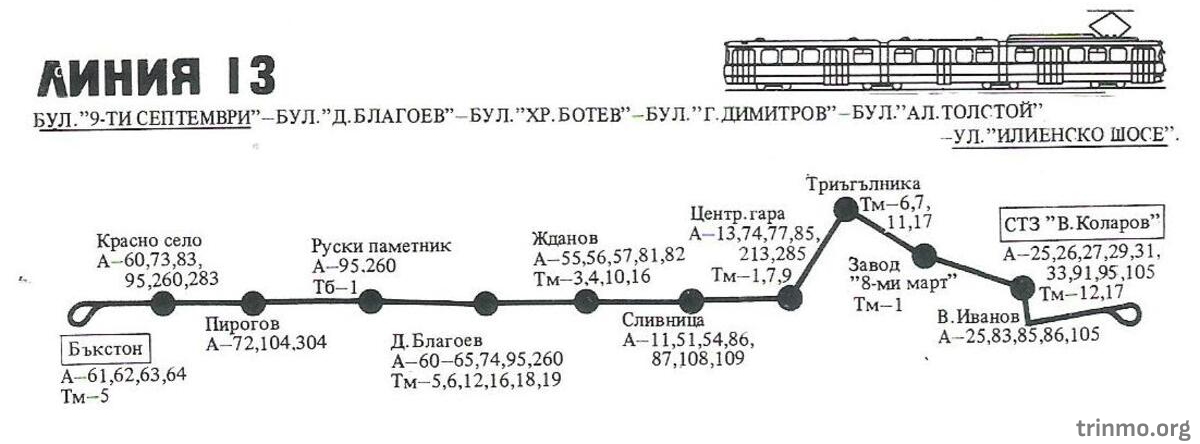 ЛИНИЯ 13
БУЛ."9-ТИ СЕПТЕМВРИ"–БУЛ."Д.БЛАГОЕВ"–БУЛ."ХР.БОТЕВ"–БУЛ."Г.ДИМИТРОВ"–БУЛ."АЛ.ТОЛСТОЙ"
–УЛ."ИЛИЕНСКО ШОСЕ".
Бъкстон
А–61,62,63,64
Тм–5
Красно село
А–60,73,83,
95,260,283
Пирогов
А–72,104,304
Руски паметник
А–95.260
Тб–1
Д.Благоев
А–60–65,74,95,260
Тм–5,6,12,16,18,19
Жданов
А–55,56,57,81,82
Тм–3,4,10,16
Сливница
А–11,51,54,86,
87,108,109
Центр.гара
А–13,74,77,85,
213,285
Тм–1,7,9
Триъгълника
Тм–6,7,
11,17
Завод
"8-ми март"
Тм–1
В.Иванов
А–25,83,85,86,105
СТЗ "В.Коларов"
А–25,26,27,29,31,
33,91,95,105
Тм–12,17
trinmo.org